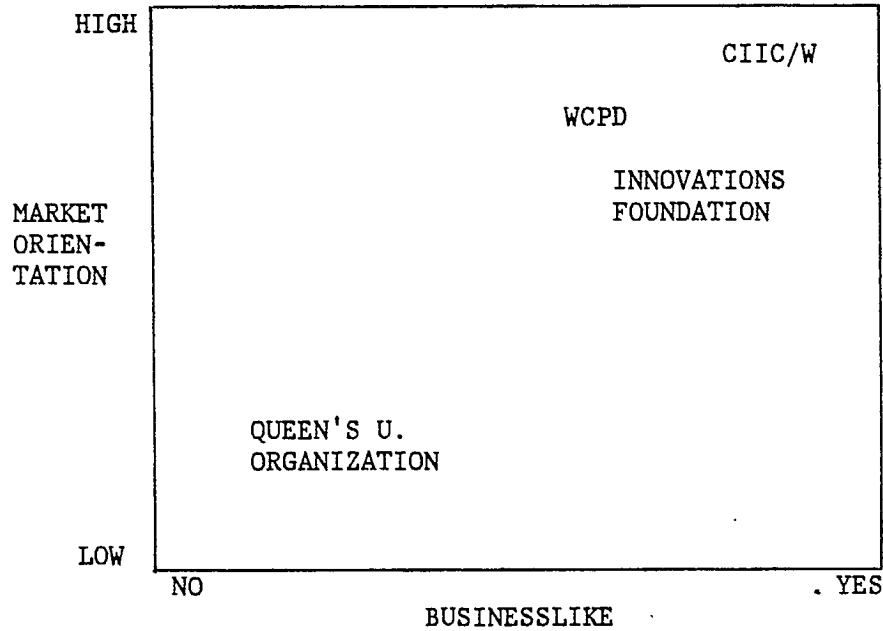 HIGH
CIIC/W
WCPD
INNOVATIONS
FOUNDATION
MARKET
ORIEN-
TATION
QUEEN'S U.
ORGANIZATION
LOW
NO
. YES
BUSINESSLIKE